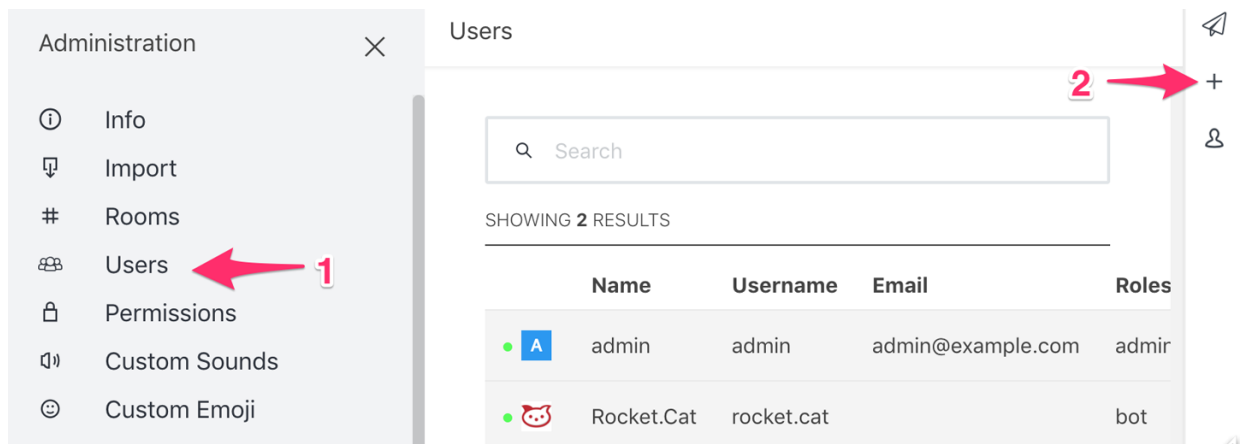 Administration
Info
Import
Rooms
Users
1
Permissions
Custom Sounds
Custom Emoji
Users
2
Search
SHOWING 2 RESULTS
Name Username Email Roles
A admin admin admin@example.com admin
Rocket.Cat rocket.cat bot